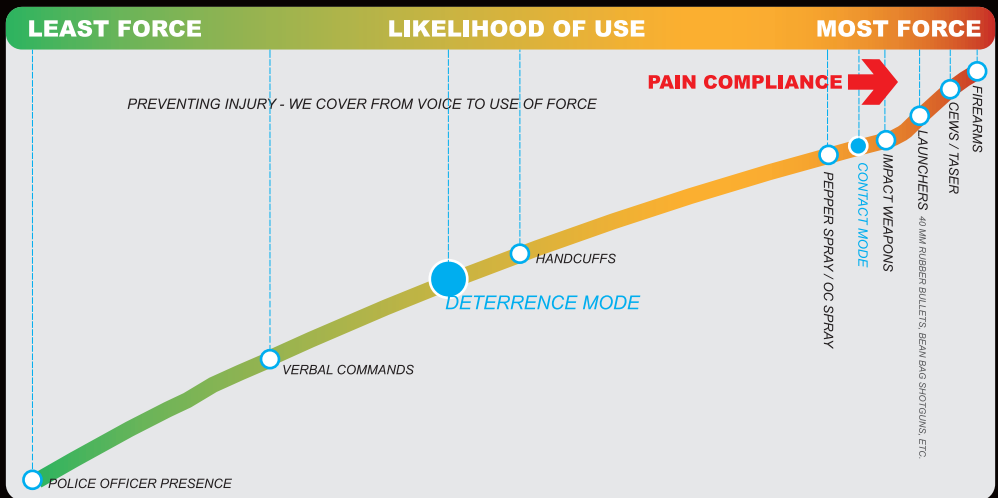 LEAST FORCE
LIKELIHOOD OF USE
MOST FORCE
PAIN COMPLIANCE
PREVENTING INJURY - WE COVER FROM VOICE TO USE OF FORCE
POLICE OFFICER PRESENCE
VERBAL COMMANDS
DETERRENCE MODE
HANDCUFFS
PEPPER SPRAY / OC SPRAY
CONTACT MODE
IMPACT WEAPONS
LAUNCHERS 40 MM RUBBER BULLETS, BEAN BAG SHOTGUNS, ETC.
CEWS / TASER
FIREARMS